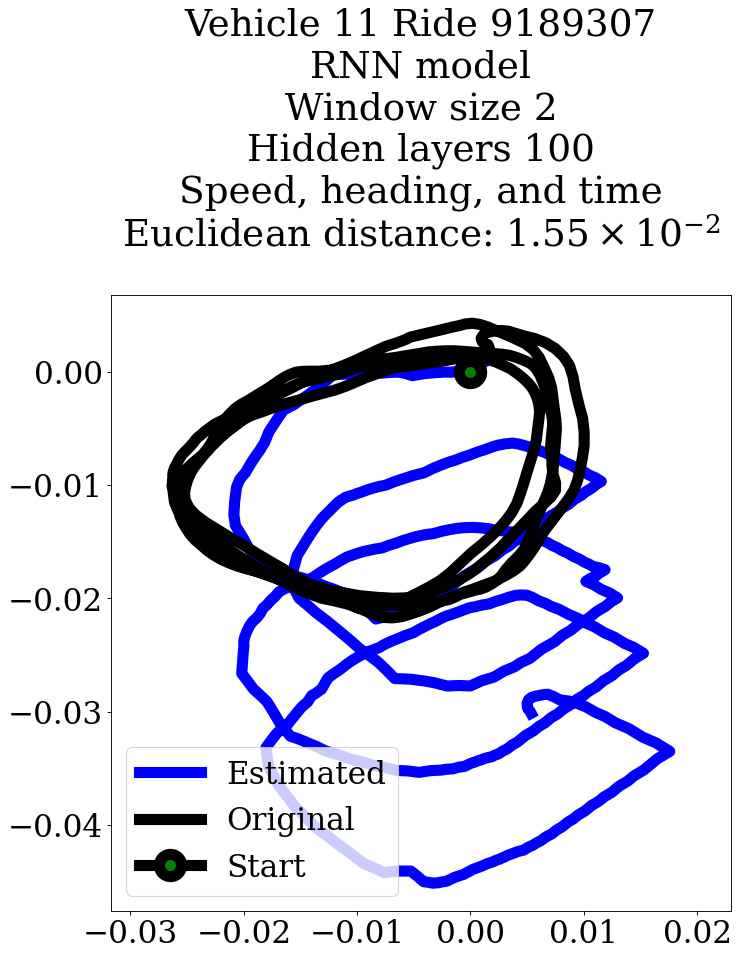 Vehicle 11 Ride 9189307
RNN model
Window size 2
Hidden layers 100
Speed, heading, and time
Euclidean distance: 1.55 × 10⁻²
0.00
−0.01
−0.02
−0.03
−0.04
Estimated
Original
Start
−0.03 −0.02 −0.01 0.00 0.01 0.02